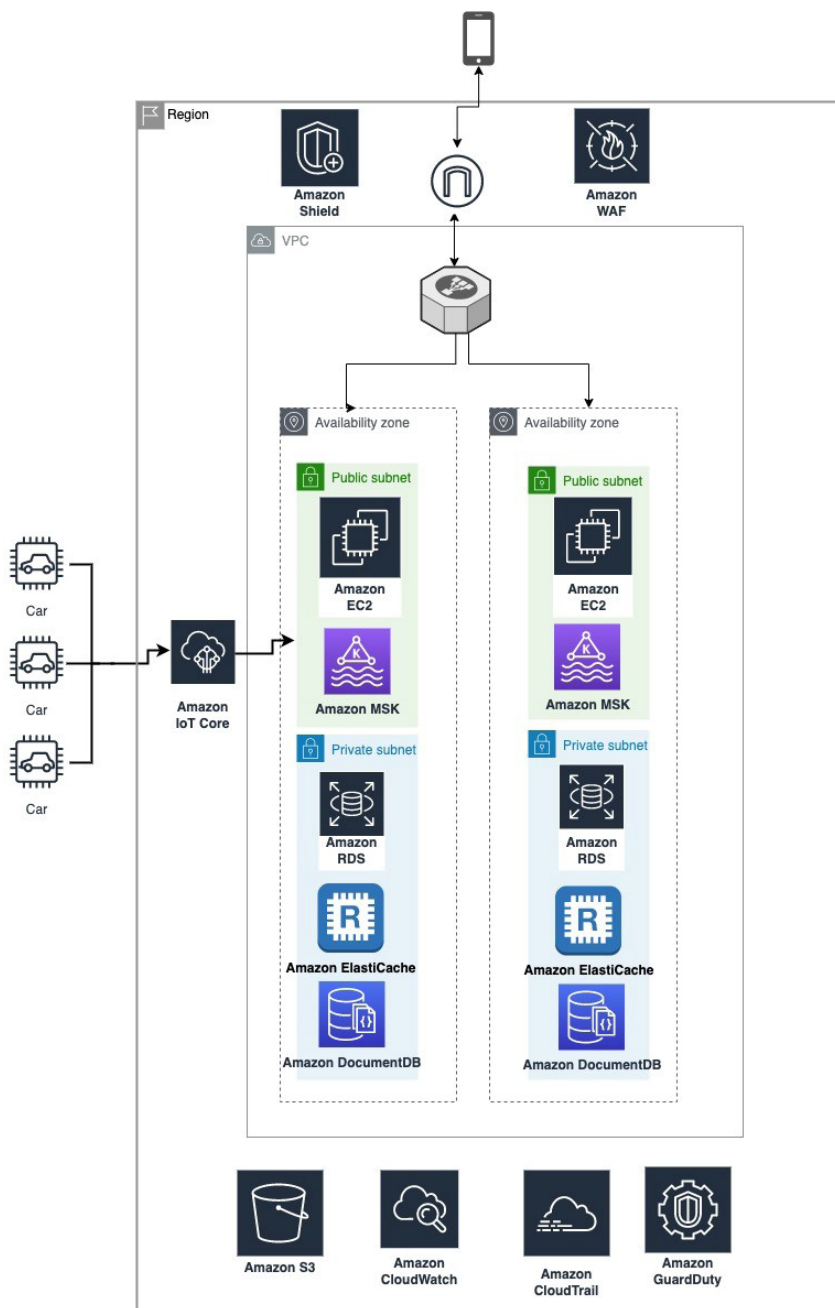 Region
Amazon
Shield
Amazon
WAF
VPC
Availability zone
Availability zone
Public subnet
Public subnet
Amazon
EC2
Amazon
EC2
Car
Car
Car
Amazon
IoT Core
K
Amazon MSK
K
Amazon MSK
Private subnet
Private subnet
Amazon
RDS
Amazon
RDS
R
Amazon ElastiCache
R
Amazon ElastiCache
{}
Amazon DocumentDB
{}
Amazon DocumentDB
Amazon S3
Amazon
CloudWatch
Amazon
CloudTrail
Amazon
GuardDuty